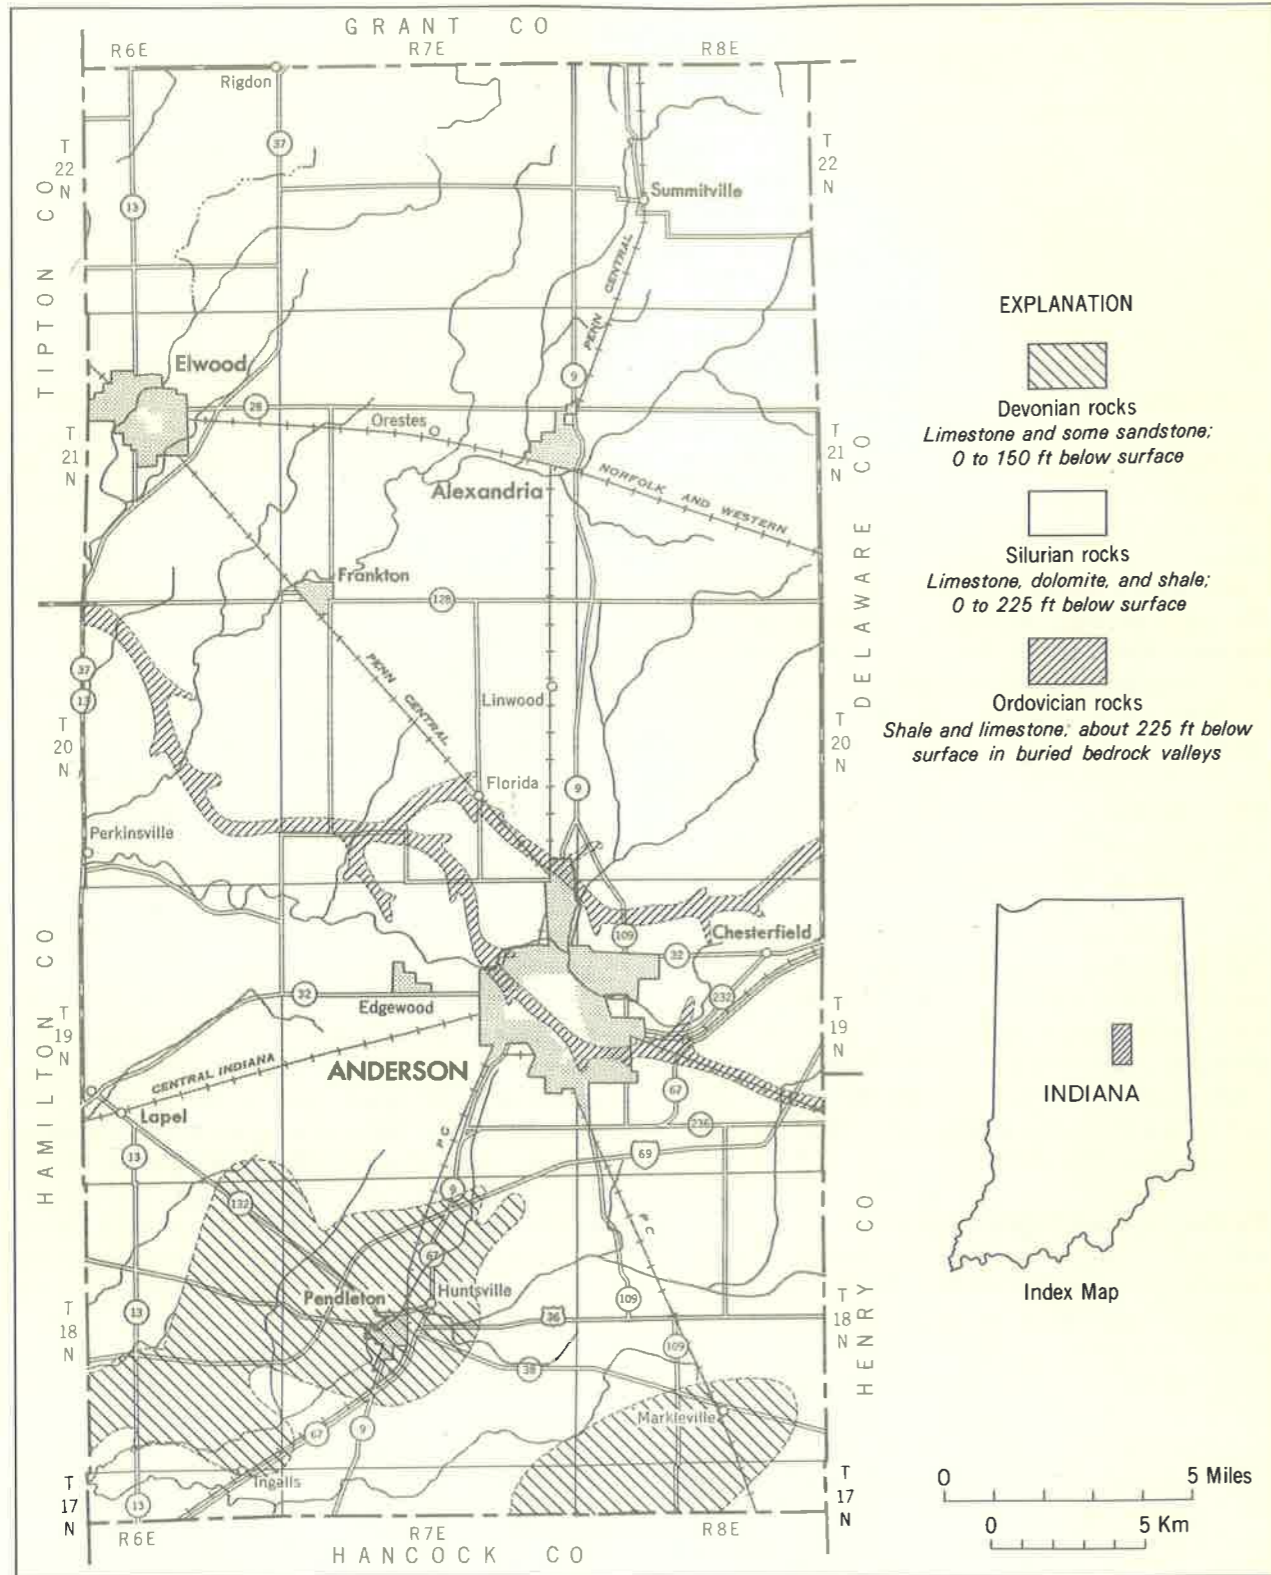 GRANT CO
R6E
R7E
R8E
Rigdon
T
22
N
T
22
N
37
13
Summitville
TIPTON CO
PENN CENTRAL
Elwood
9
28
Orestes
T
21
N
T
21
N
Alexandria
NORFOLK AND WESTERN
DELAWARE CO
Frankton
128
37
13
PENN CENTRAL
Linwood
T
20
N
T
20
N
Florida
9
Perkinsville
109
Chesterfield
32
HAMILTON CO
32
Edgewood
232
T
19
N
T
19
N
CENTRAL INDIANA
ANDERSON
67
Lapel
236
PC
13
69
132
9
PC
67
HENRY CO
Pendleton
Huntsville
13
36
109
T
18
N
T
18
N
38
109
Markleville
67
9
Ingalls
T
17
N
T
17
N
13
R6E
R7E
R8E
HANCOCK CO
EXPLANATION
Devonian rocks
Limestone and some sandstone;
0 to 150 ft below surface
Silurian rocks
Limestone, dolomite, and shale;
0 to 225 ft below surface
Ordovician rocks
Shale and limestone; about 225 ft below
surface in buried bedrock valleys
INDIANA
Index Map
0 5 Miles
0 5 Km